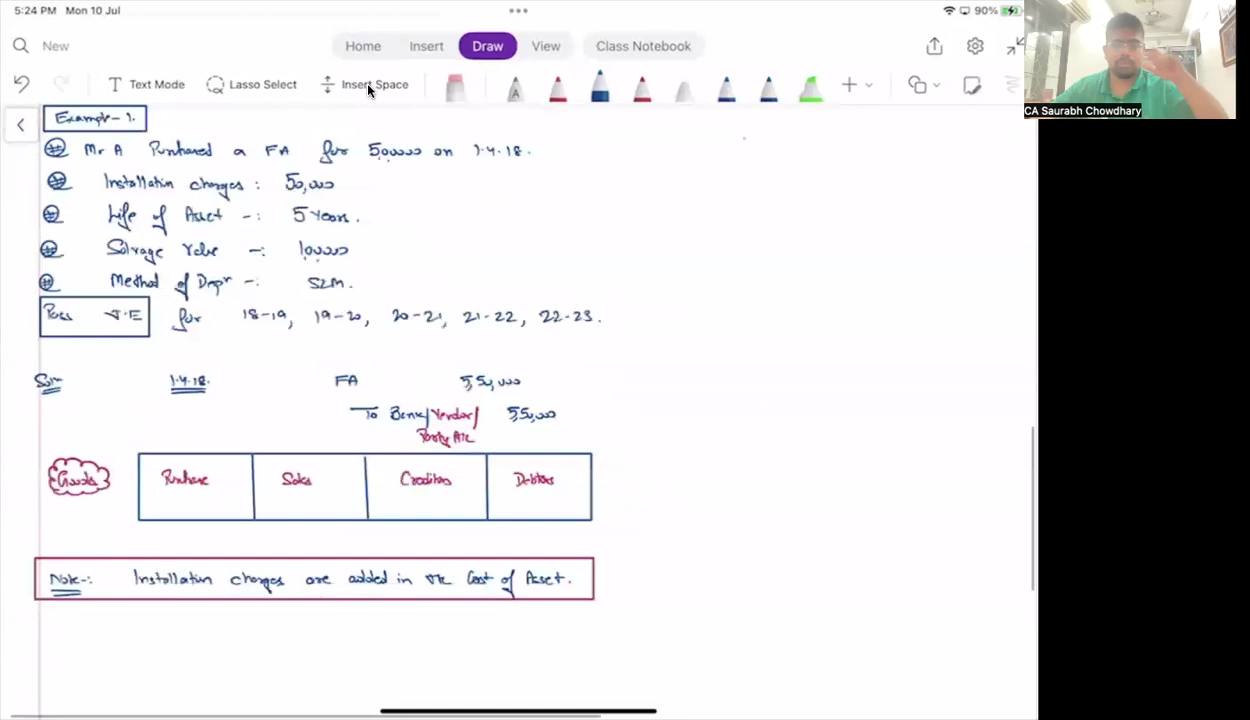 5:24 PM Mon 10 Jul
90%
New
Home Insert Draw View Class Notebook
Text Mode Lasso Select Insert Space
A
CA Saurabh Chowdhary
Example - 1.
Mr A Purchased a FA for 5,00,000 on 1.4.18.
Installation charges : 50,000
Life of Asset -: 5 Years.
Salvage Value -: 1,00,000
Method of Depr -: SLM.
Pass J.E for 18-19, 19-20, 20-21, 21-22, 22-23.
Soln 1.4.18. FA 5,50,000
To Bank/Vendor/ 5,50,000
Party A/c
Goods Purchase Sales Creditors Debtors
Note-: Installation charges are added in the Cost of Asset.